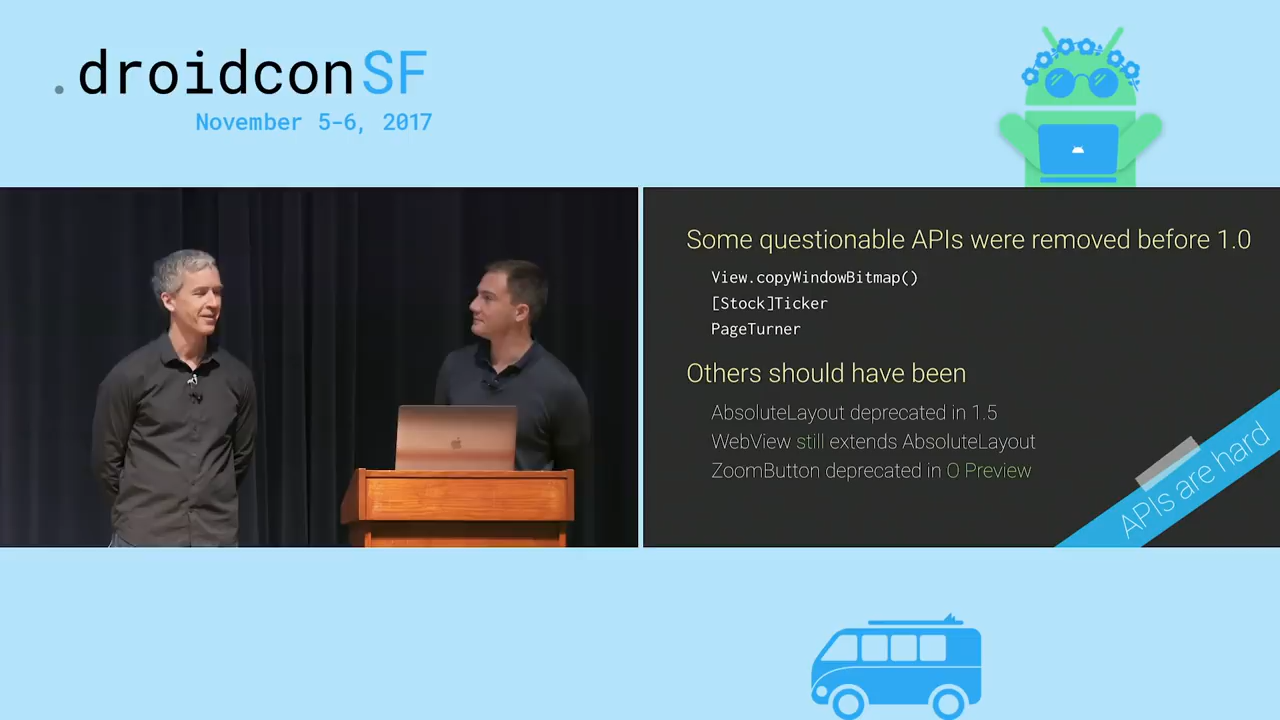 .droidconSF
November 5-6, 2017
Some questionable APIs were removed before 1.0
View.copyWindowBitmap()
[Stock]Ticker
PageTurner
Others should have been
AbsoluteLayout deprecated in 1.5
WebView still extends AbsoluteLayout
ZoomButton deprecated in O Preview
APIs are hard